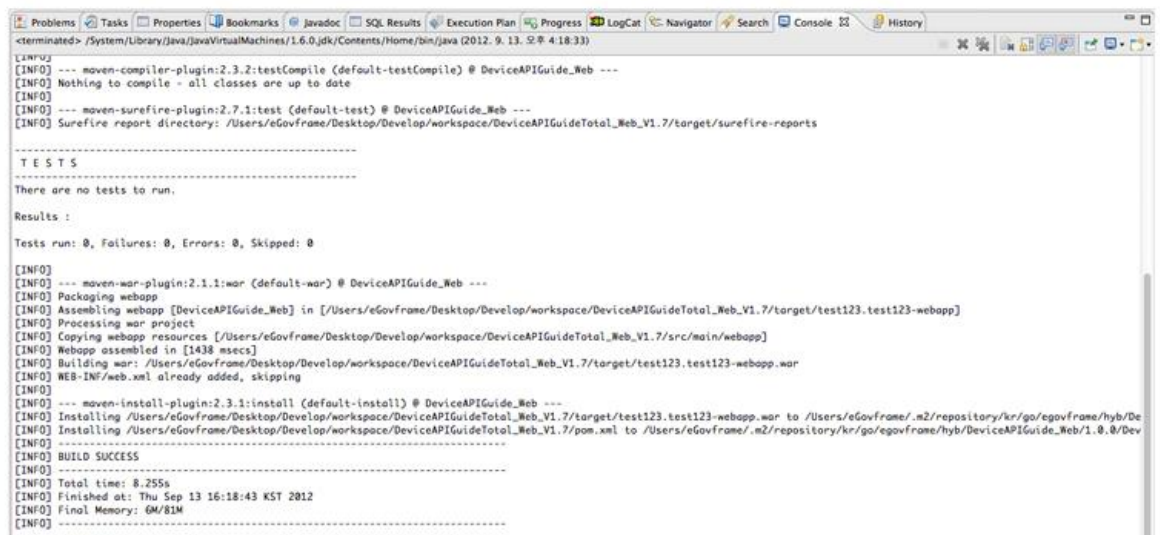 Problems Tasks Properties Bookmarks Javadoc SQL Results Execution Plan Progress LogCat Navigator Search Console History
<terminated> /System/Library/Java/JavaVirtualMachines/1.6.0.jdk/Contents/Home/bin/java (2012. 9. 13. 오후 4:18:33)
[INFO]
[INFO] --- maven-compiler-plugin:2.3.2:testCompile (default-testCompile) @ DeviceAPIGuide_Web ---
[INFO] Nothing to compile - all classes are up to date
[INFO]
[INFO] --- maven-surefire-plugin:2.7.1:test (default-test) @ DeviceAPIGuide_Web ---
[INFO] Surefire report directory: /Users/eGovframe/Desktop/Develop/workspace/DeviceAPIGuideTotal_Web_V1.7/target/surefire-reports
-------------------------------------------------------
T E S T S
-------------------------------------------------------
There are no tests to run.
Results :
Tests run: 0, Failures: 0, Errors: 0, Skipped: 0
[INFO]
[INFO] --- maven-war-plugin:2.1.1:war (default-war) @ DeviceAPIGuide_Web ---
[INFO] Packaging webapp
[INFO] Assembling webapp [DeviceAPIGuide_Web] in [/Users/eGovframe/Desktop/Develop/workspace/DeviceAPIGuideTotal_Web_V1.7/target/test123.test123-webapp]
[INFO] Processing war project
[INFO] Copying webapp resources [/Users/eGovframe/Desktop/Develop/workspace/DeviceAPIGuideTotal_Web_V1.7/src/main/webapp]
[INFO] Webapp assembled in [1438 msecs]
[INFO] Building war: /Users/eGovframe/Desktop/Develop/workspace/DeviceAPIGuideTotal_Web_V1.7/target/test123.test123-webapp.war
[INFO] WEB-INF/web.xml already added, skipping
[INFO]
[INFO] --- maven-install-plugin:2.3.1:install (default-install) @ DeviceAPIGuide_Web ---
[INFO] Installing /Users/eGovframe/Desktop/Develop/workspace/DeviceAPIGuideTotal_Web_V1.7/target/test123.test123-webapp.war to /Users/eGovframe/.m2/repository/kr/go/egovframe/hyb/De
[INFO] Installing /Users/eGovframe/Desktop/Develop/workspace/DeviceAPIGuideTotal_Web_V1.7/pom.xml to /Users/eGovframe/.m2/repository/kr/go/egovframe/hyb/DeviceAPIGuide_Web/1.0.0/Dev
[INFO] ------------------------------------------------------------------------
[INFO] BUILD SUCCESS
[INFO] ------------------------------------------------------------------------
[INFO] Total time: 8.255s
[INFO] Finished at: Thu Sep 13 16:18:43 KST 2012
[INFO] Final Memory: 6M/81M
[INFO] ------------------------------------------------------------------------